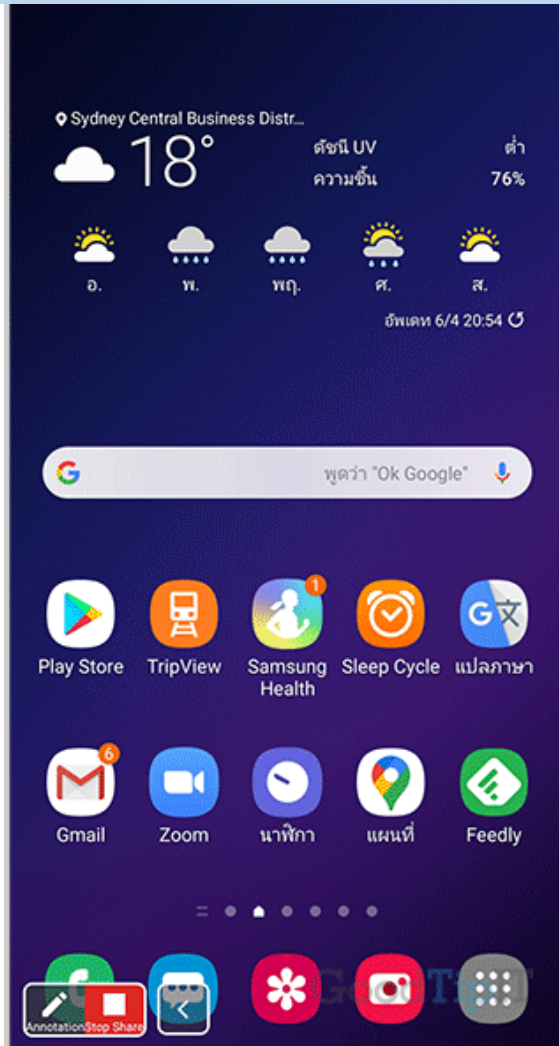 Sydney Central Business Distr...
18°
ดัชนี UV ต่ำ
ความชื้น 76%
อ. พ. พฤ. ศ. ส.
อัพเดท 6/4 20:54
พูดว่า "Ok Google"
1
Play Store TripView Samsung Health Sleep Cycle แปลภาษา
6
Gmail Zoom นาฬิกา แผนที่ Feedly
GoodTipIT
Annotation Stop Share